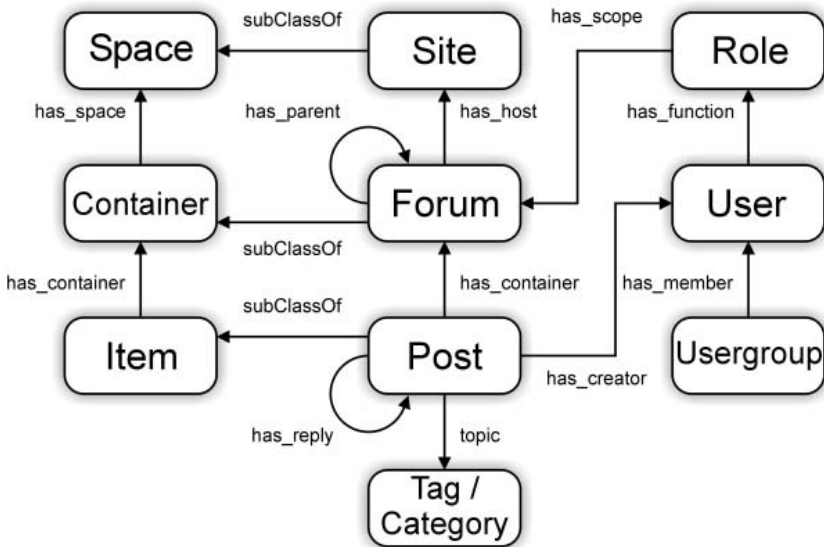 subClassOf
has_scope
Space
Site
Role
has_space
has_parent
has_host
has_function
Container
Forum
User
subClassOf
has_container
subClassOf
has_container
has_member
Item
Post
Usergroup
has_creator
has_reply
topic
Tag /
Category